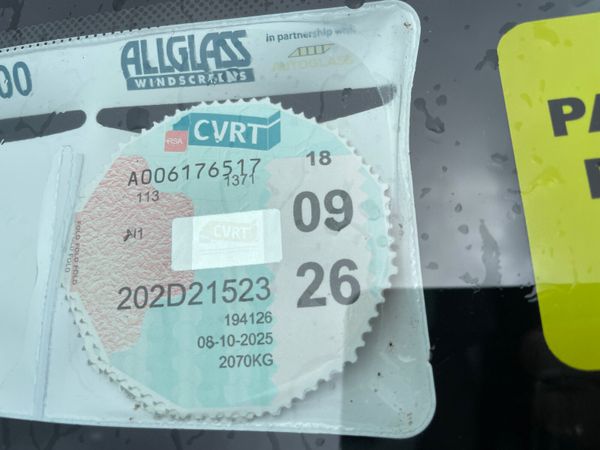 00
ALLGLASS
WINDSCREENS
in partnership with
AUTOGLASS
RSA
CVRT
A006176517
1371
18
113
09
N1
CVRT
202D21523
26
194126
08-10-2025
2070KG
PA